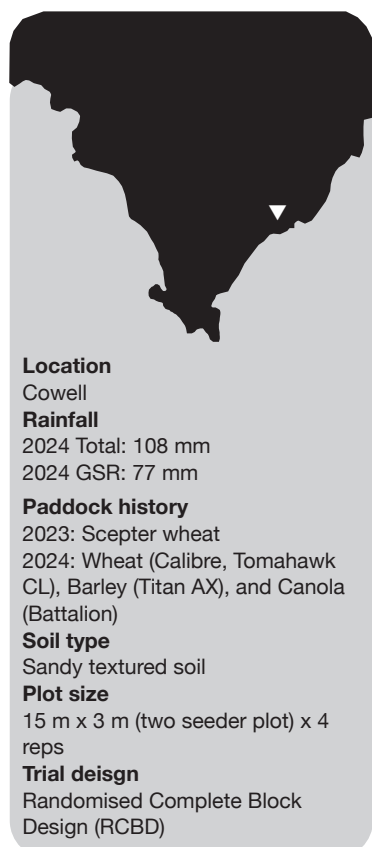 Location
Cowell
Rainfall
2024 Total: 108 mm
2024 GSR: 77 mm
Paddock history
2023: Scepter wheat
2024: Wheat (Calibre, Tomahawk
CL), Barley (Titan AX), and Canola
(Battalion)
Soil type
Sandy textured soil
Plot size
15 m x 3 m (two seeder plot) x 4
reps
Trial deisgn
Randomised Complete Block
Design (RCBD)